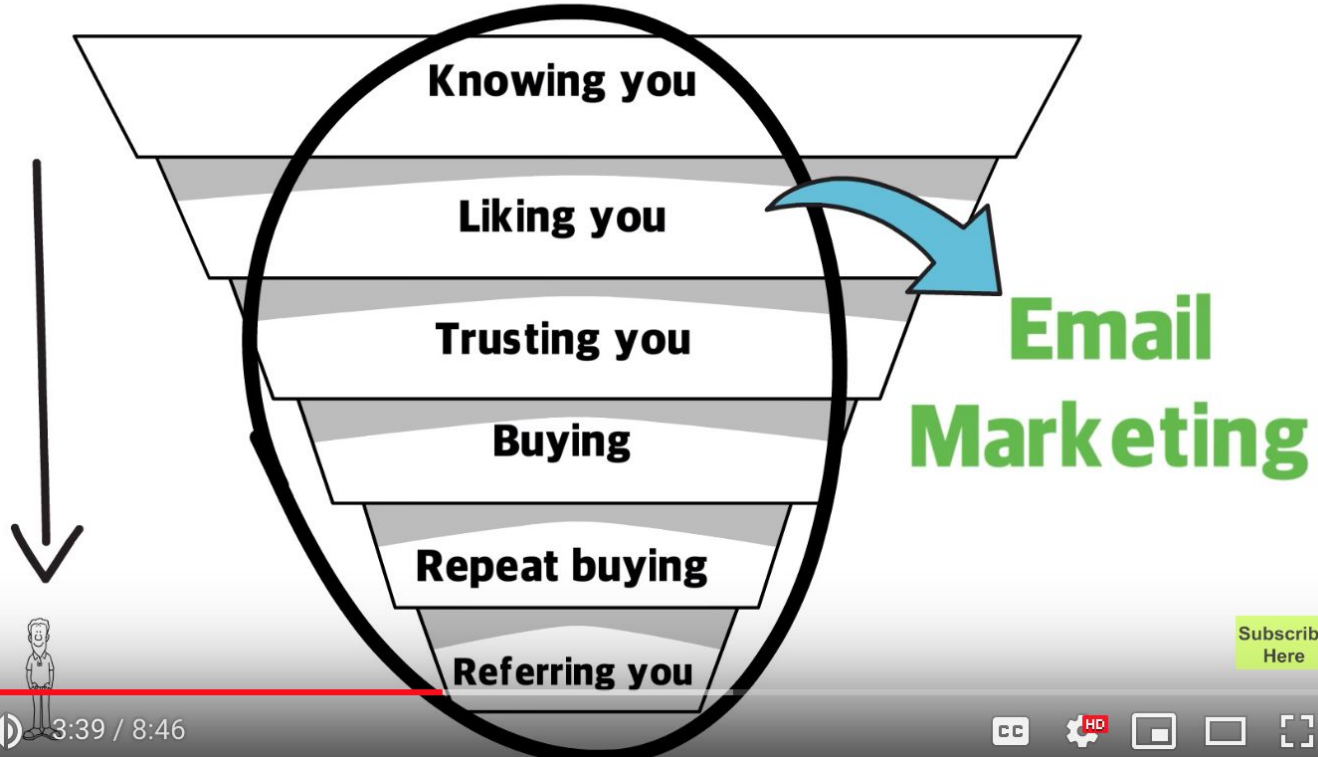 Knowing you
Liking you
Trusting you
Email
Marketing
Buying
Repeat buying
Referring you
Subscrib
Here
3:39 / 8:46
CC
HD